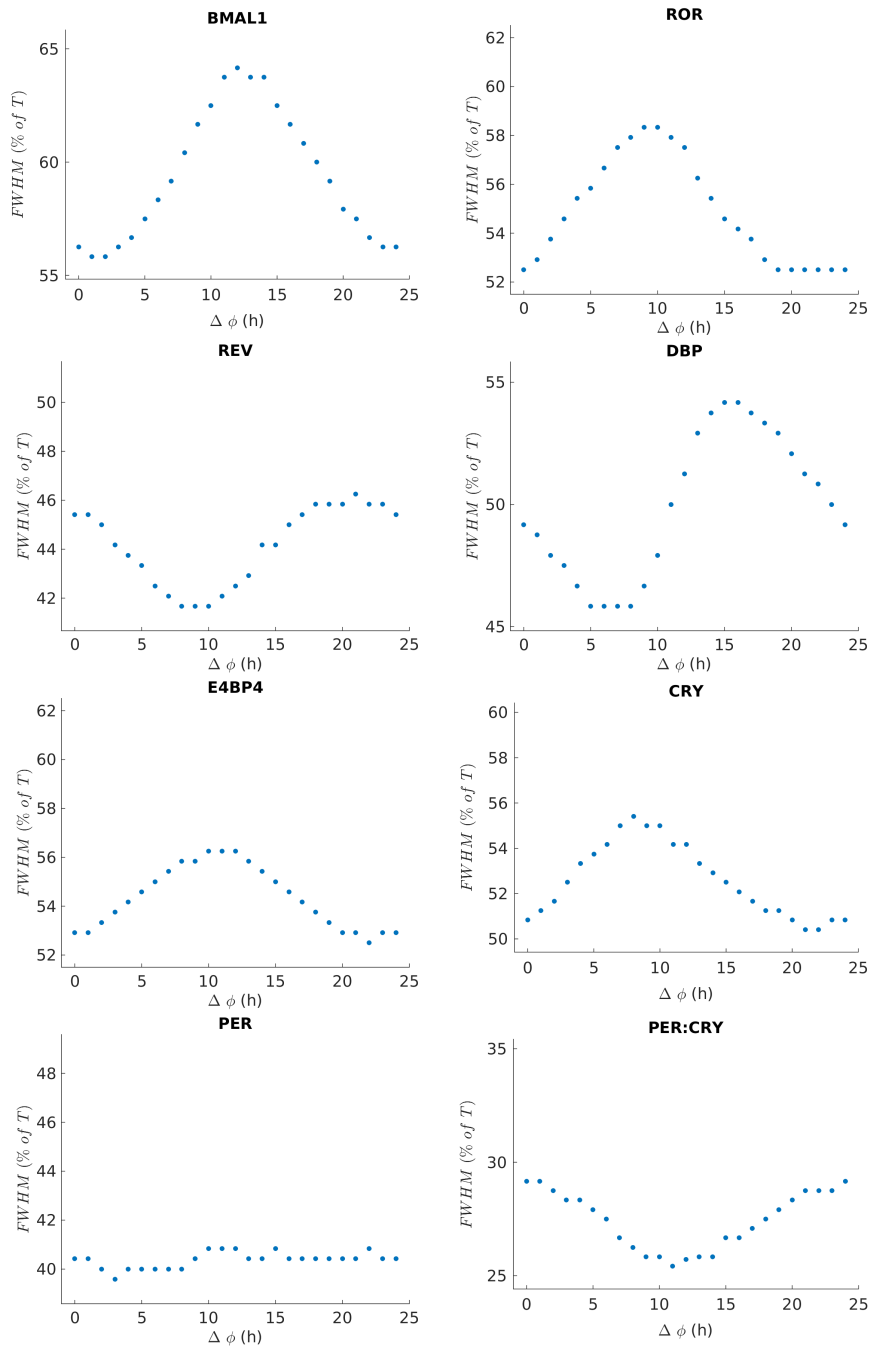 BMAL1
FWHM (% of T)
65
60
55
0 5 10 15 20 25
Δ ϕ (h)
ROR
FWHM (% of T)
62
60
58
56
54
52
0 5 10 15 20 25
Δ ϕ (h)
REV
FWHM (% of T)
50
48
46
44
42
0 5 10 15 20 25
Δ ϕ (h)
DBP
FWHM (% of T)
55
50
45
0 5 10 15 20 25
Δ ϕ (h)
E4BP4
FWHM (% of T)
62
60
58
56
54
52
0 5 10 15 20 25
Δ ϕ (h)
CRY
FWHM (% of T)
60
58
56
54
52
50
0 5 10 15 20 25
Δ ϕ (h)
PER
FWHM (% of T)
48
46
44
42
40
0 5 10 15 20 25
Δ ϕ (h)
PER:CRY
FWHM (% of T)
35
30
25
0 5 10 15 20 25
Δ ϕ (h)